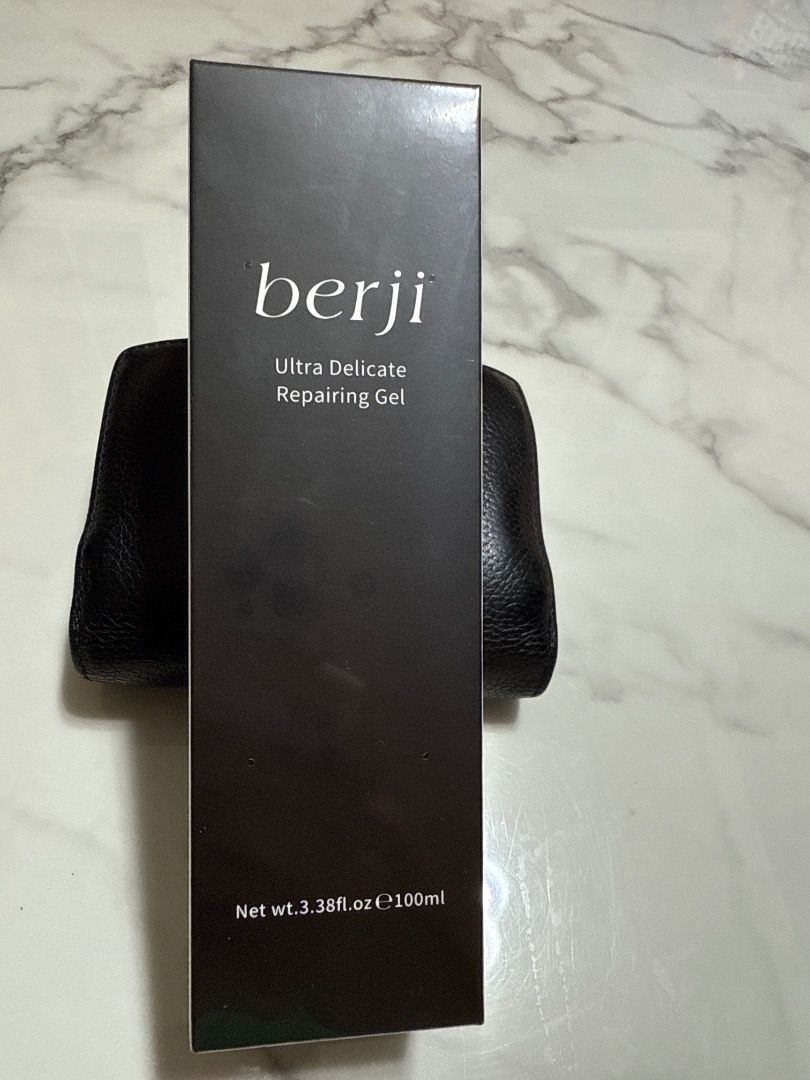 berji
Ultra Delicate
Repairing Gel
Net wt.3.38fl.oz℮100ml